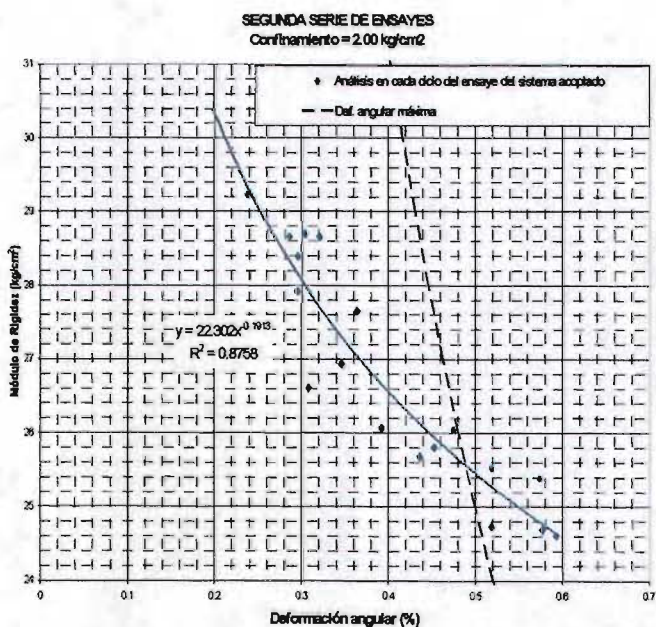 SEGUNDA SERIE DE ENSAYES
Confinamiento = 2.00 kg/cm2
31
30
29
28
27
26
25
24
Módulo de Rigidez (kg/cm²)
Análisis en cada ciclo del ensaye del sistema acoplado
Def. angular máxima
y = 22.302x^-0.1913
R² = 0.8758
0 0.1 0.2 0.3 0.4 0.5 0.6 0.7
Deformación angular (%)